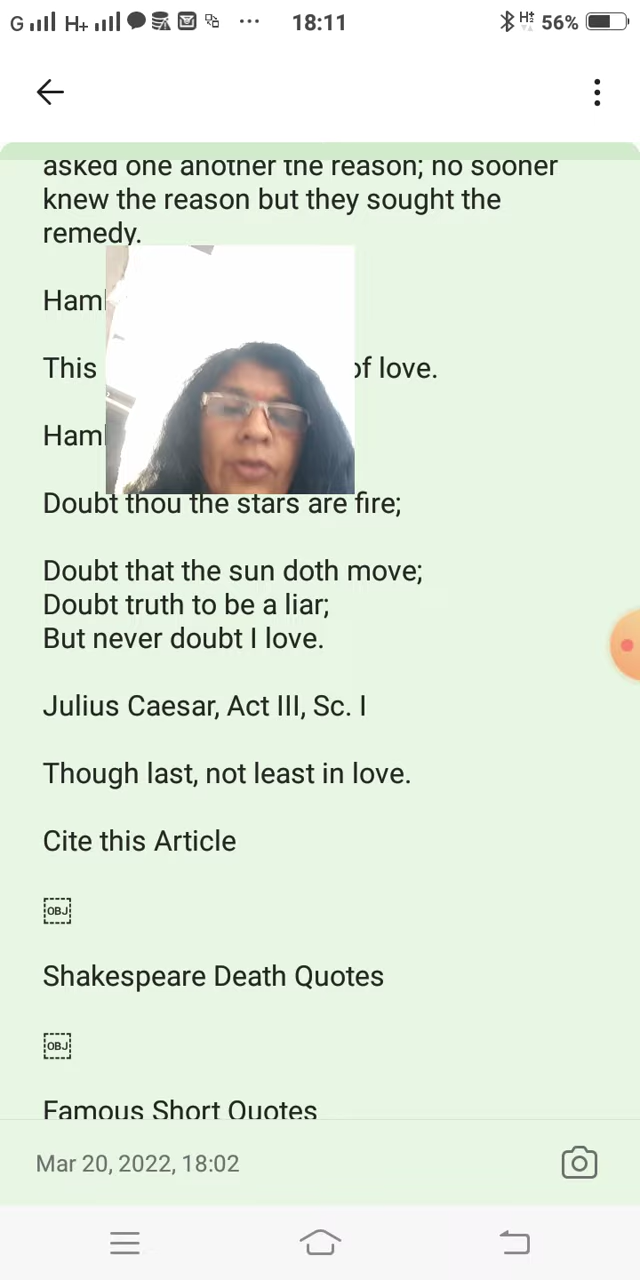 G H+ ... 18:11 H‡ 56%
asked one another the reason; no sooner
knew the reason but they sought the
remedy.
Haml
This of love.
Haml
Doubt thou the stars are fire;
Doubt that the sun doth move;
Doubt truth to be a liar;
But never doubt I love.
Julius Caesar, Act III, Sc. I
Though last, not least in love.
Cite this Article
OBJ
Shakespeare Death Quotes
OBJ
Famous Short Quotes
Mar 20, 2022, 18:02